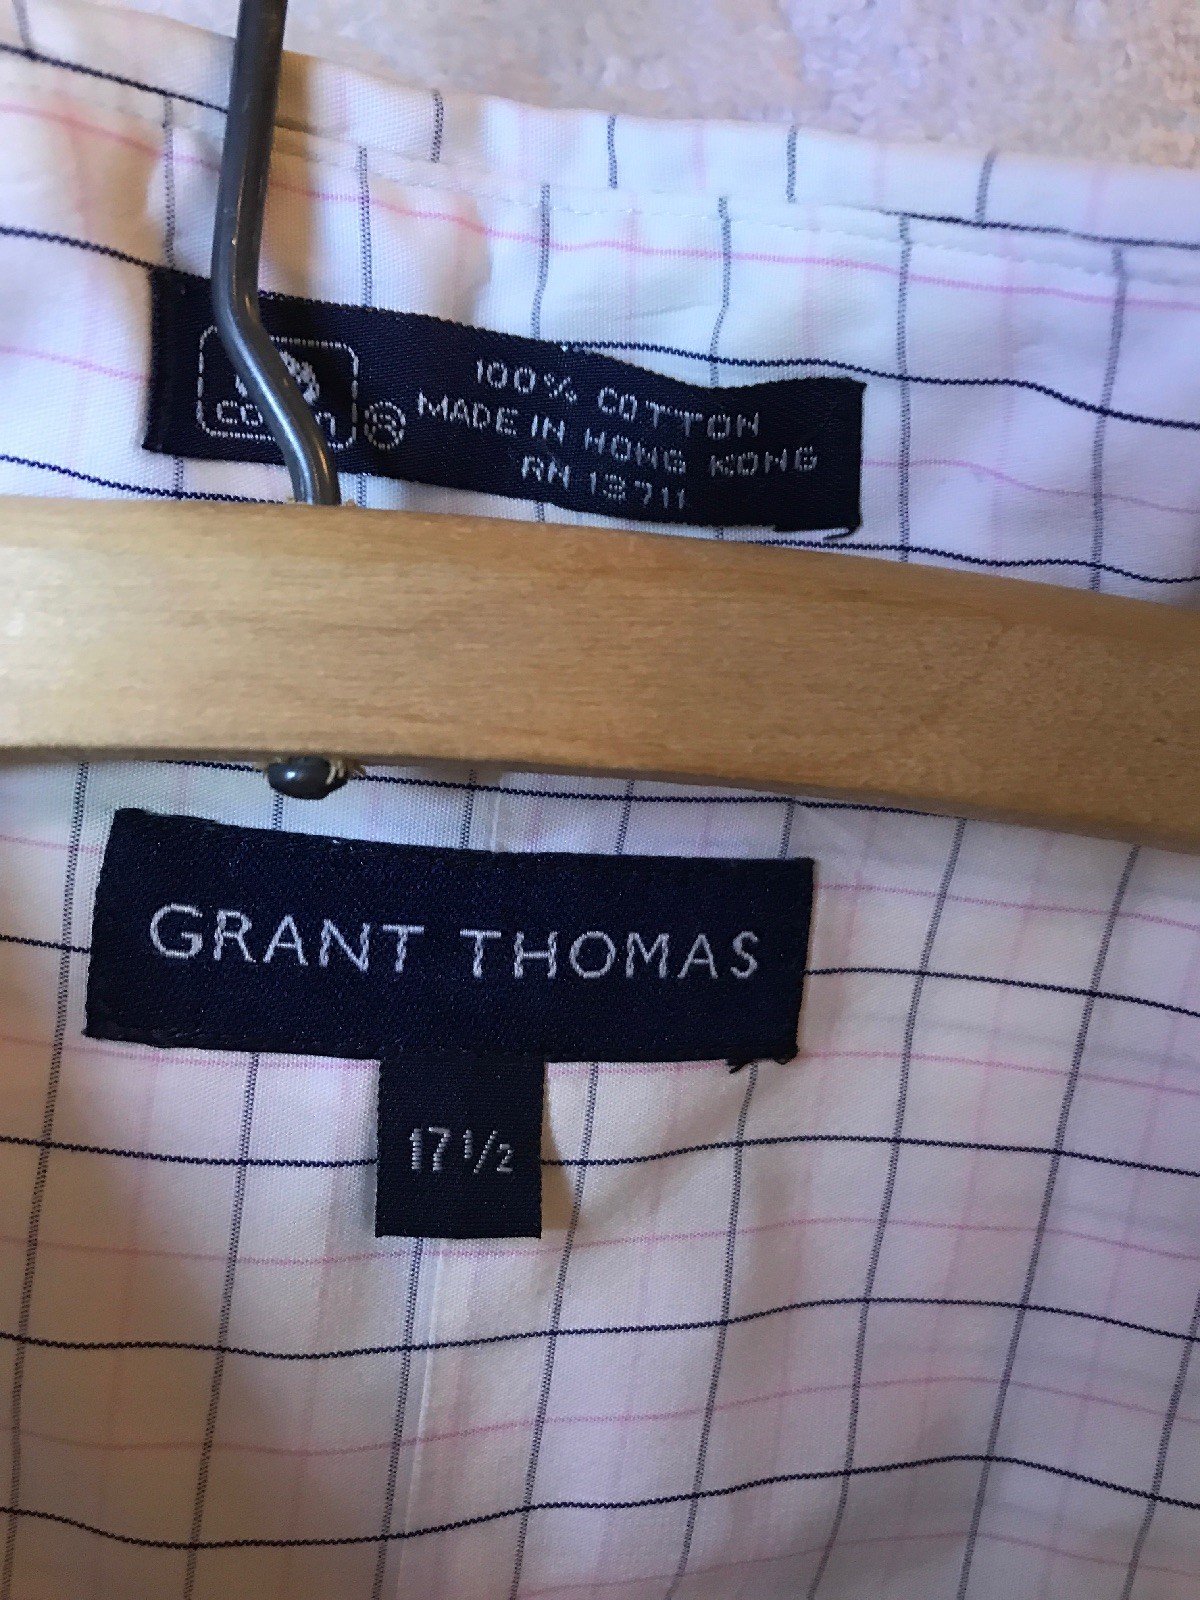 100% COTTON
MADE IN HONG KONG
RN 13711
GRANT THOMAS
17 1/2